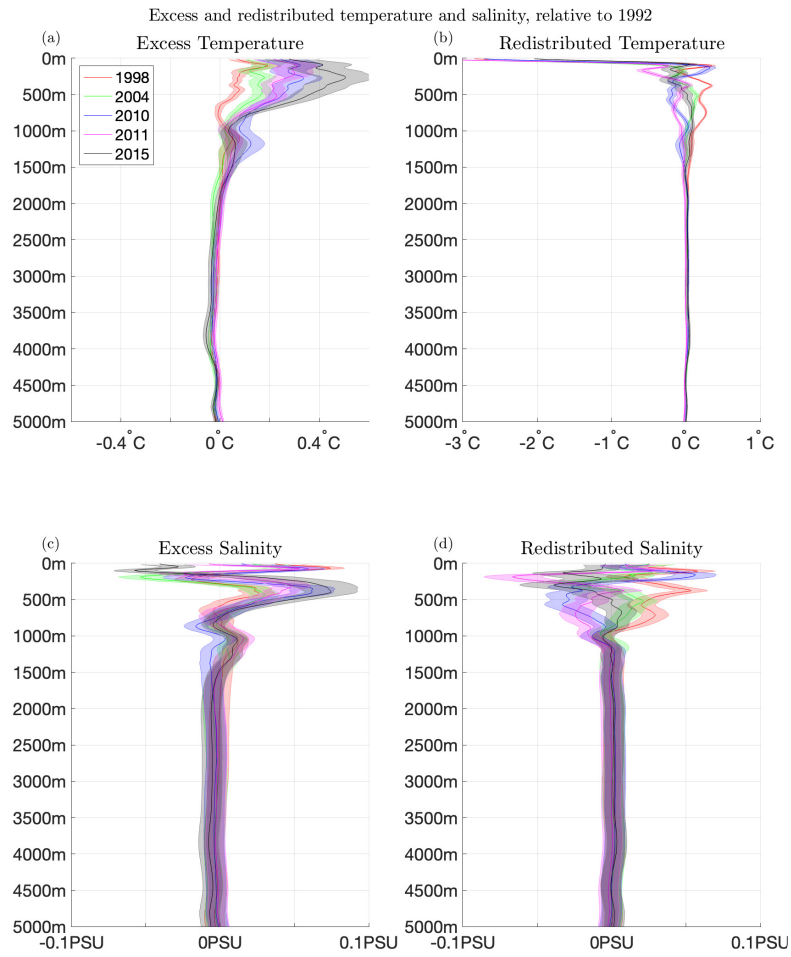 Excess and redistributed temperature and salinity, relative to 1992
(a)
Excess Temperature
0m
500m
1000m
1500m
2000m
2500m
3000m
3500m
4000m
4500m
5000m
1998
2004
2010
2011
2015
-0.4°C 0°C 0.4°C
(b)
Redistributed Temperature
0m
500m
1000m
1500m
2000m
2500m
3000m
3500m
4000m
4500m
5000m
-3°C -2°C -1°C 0°C 1°C
(c)
Excess Salinity
0m
500m
1000m
1500m
2000m
2500m
3000m
3500m
4000m
4500m
5000m
-0.1PSU 0PSU 0.1PSU
(d)
Redistributed Salinity
0m
500m
1000m
1500m
2000m
2500m
3000m
3500m
4000m
4500m
5000m
-0.1PSU 0PSU 0.1PSU